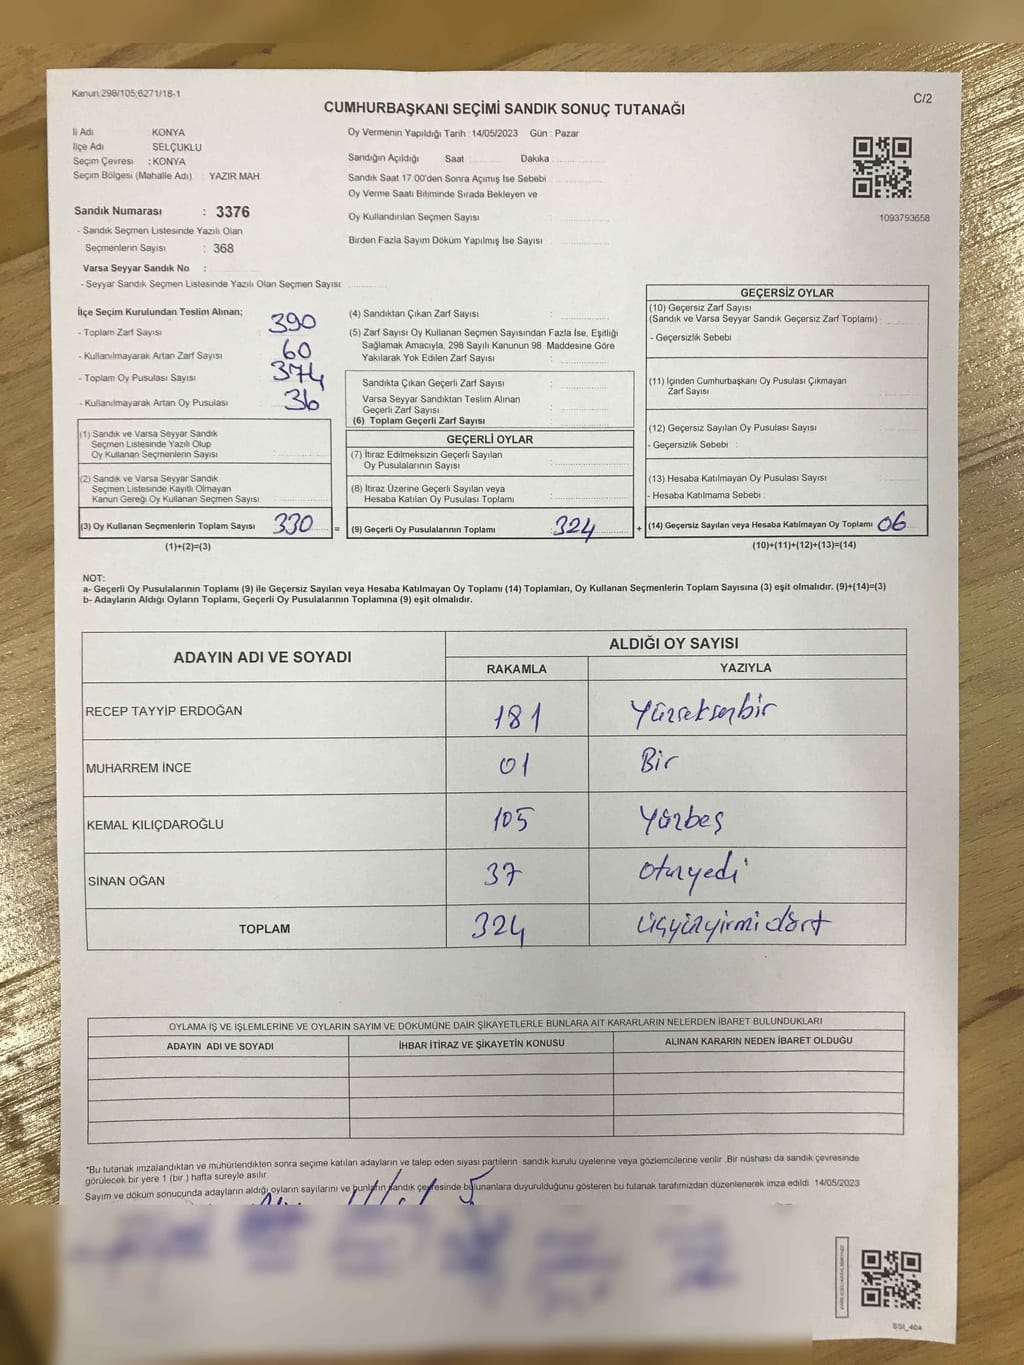 Kanun 298/105;6271/18-1
C/2
CUMHURBAŞKANI SEÇİMİ SANDIK SONUÇ TUTANAĞI
İl Adı KONYA
İlçe Adı SELÇUKLU
Seçim Çevresi : KONYA
Seçim Bölgesi (Mahalle Adı) YAZIR MAH.
Oy Vermenin Yapıldığı Tarih : 14/05/2023 Gün : Pazar
Sandığın Açıldığı Saat Dakika
Sandık Saat 17:00'den Sonra Açımış İse Sebebi
Oy Verme Saati Bitiminde Sırada Bekleyen ve
Oy Kullandırılan Seçmen Sayısı
Birden Fazla Sayım Döküm Yapılmış İse Sayısı
1093793658
Sandık Numarası : 3376
- Sandık Seçmen Listesinde Yazılı Olan
Seçmenlerin Sayısı : 368
Varsa Seyyar Sandık No :
- Seyyar Sandık Seçmen Listesinde Yazılı Olan Seçmen Sayısı:
İlçe Seçim Kurulundan Teslim Alınan;
- Toplam Zarf Sayısı 390
- Kullanılmayarak Artan Zarf Sayısı 60
- Toplam Oy Pusulası Sayısı 374
- Kullanılmayarak Artan Oy Pusulası 36
(1) Sandık ve Varsa Seyyar Sandık
Seçmen Listesinde Yazılı Olup
Oy Kullanan Seçmenlerin Sayısı
(2) Sandık ve Varsa Seyyar Sandık
Seçmen Listesinde Kayıtlı Olmayan
Kanun Gereği Oy Kullanan Seçmen Sayısı
(3) Oy Kullanan Seçmenlerin Toplam Sayısı 330 =
(1)+(2)=(3)
(4) Sandıktan Çıkan Zarf Sayısı :
(5) Zarf Sayısı Oy Kullanan Seçmen Sayısından Fazla İse, Eşitliği
Sağlamak Amacıyla; 298 Sayılı Kanunun 98. Maddesine Göre
Yakılarak Yok Edilen Zarf Sayısı :
Sandıkta Çıkan Geçerli Zarf Sayısı :
Varsa Seyyar Sandıktan Teslim Alınan
Geçerli Zarf Sayısı :
(6) Toplam Geçerli Zarf Sayısı :
GEÇERLİ OYLAR
(7) İtiraz Edilmeksizin Geçerli Sayılan
Oy Pusulalarının Sayısı
(8) İtiraz Üzerine Geçerli Sayılan veya
Hesaba Katılan Oy Pusulası Toplamı
(9) Geçerli Oy Pusulalarının Toplamı : 324 +
GEÇERSİZ OYLAR
(10) Geçersiz Zarf Sayısı
(Sandık ve Varsa Seyyar Sandık Geçersiz Zarf Toplamı)
- Geçersizlik Sebebi
(11) İçinden Cumhurbaşkanı Oy Pusulası Çıkmayan
Zarf Sayısı
(12) Geçersiz Sayılan Oy Pusulası Sayısı
- Geçersizlik Sebebi :
(13) Hesaba Katılmayan Oy Pusulası Sayısı
- Hesaba Katılmama Sebebi :
(14) Geçersiz Sayılan veya Hesaba Katılmayan Oy Toplamı 06
(10)+(11)+(12)+(13)=(14)
NOT:
a- Geçerli Oy Pusulalarının Toplamı (9) ile Geçersiz Sayılan veya Hesaba Katılmayan Oy Toplamı (14) Toplamları, Oy Kullanan Seçmenlerin Toplam Sayısına (3) eşit olmalıdır. (9)+(14)=(3)
b- Adayların Aldığı Oyların Toplamı, Geçerli Oy Pusulalarının Toplamına (9) eşit olmalıdır.
ADAYIN ADI VE SOYADI
ALDIĞI OY SAYISI
RAKAMLA YAZIYLA
RECEP TAYYİP ERDOĞAN 181 Yüzseksenbir
MUHARREM İNCE 01 Bir
KEMAL KILIÇDAROĞLU 105 Yüzbeş
SİNAN OĞAN 37 Otuzyedi
TOPLAM 324 Üçyüzyirmidört
OYLAMA İŞ VE İŞLEMLERİNE VE OYLARIN SAYIM VE DÖKÜMÜNE DAİR ŞİKAYETLERLE BUNLARA AİT KARARLARIN NELERDEN İBARET BULUNDUKLARI
ADAYIN ADI VE SOYADI İHBAR İTİRAZ VE ŞİKAYETİN KONUSU ALINAN KARARIN NEDEN İBARET OLDUĞU
*Bu tutanak imzalandıktan ve mühürlendikten sonra seçime katılan adayların ve talep eden siyasi partilerin sandık kurulu üyelerine veya gözlemcilerine verilir. Bir nüshası da sandık çevresinde
görülecek bir yere 1 (bir) hafta süreyle asılır.
Sayım ve döküm sonucunda adayların aldığı oyların sayılarını ve bunların sandık çevresinde bulunanlara duyurulduğunu gösteren bu tutanak tarafımızdan düzenlenerek imza edildi. 14/05/2023
SSI_404